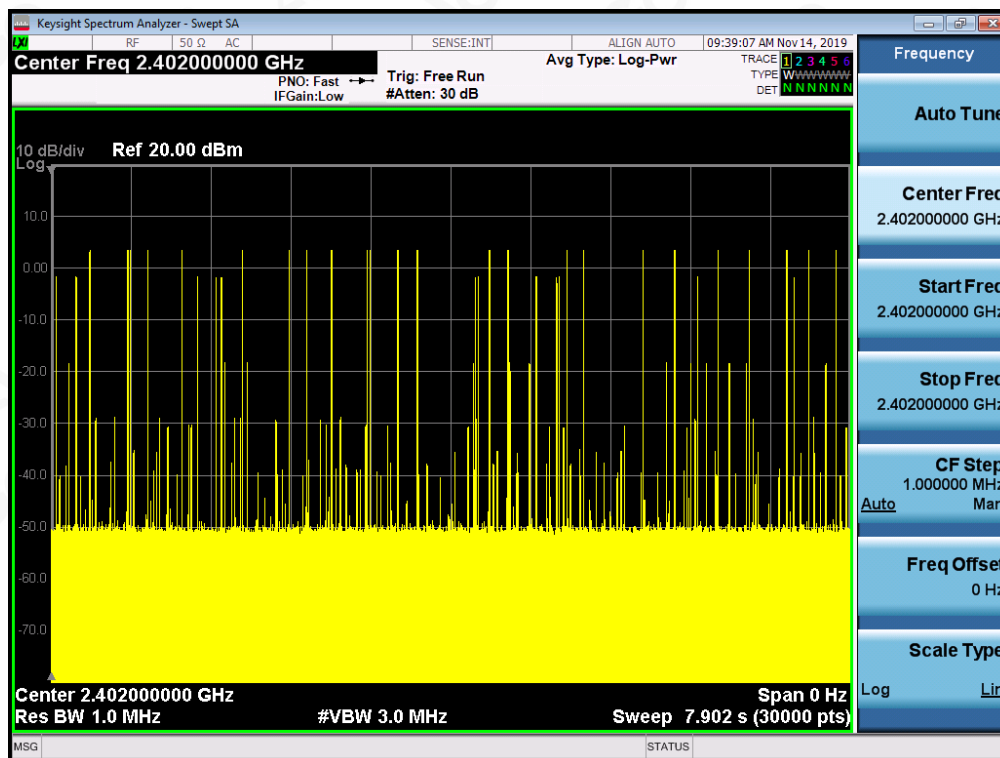 Keysight Spectrum Analyzer - Swept SA
LXI RF 50 Ω AC SENSE:INT ALIGN AUTO 09:39:07 AM Nov 14, 2019
Center Freq 2.402000000 GHz
PNO: Fast
IFGain:Low
Trig: Free Run
#Atten: 30 dB
Avg Type: Log-Pwr
TRACE 1 2 3 4 5 6
TYPE W W W W W W
DET N N N N N N
10 dB/div
Log
Ref 20.00 dBm
10.0
0.00
-10.0
-20.0
-30.0
-40.0
-50.0
-60.0
-70.0
Center 2.402000000 GHz
Span 0 Hz
Res BW 1.0 MHz
#VBW 3.0 MHz
Sweep 7.902 s (30000 pts)
MSG
STATUS
Frequency
Auto Tune
Center Freq
2.402000000 GHz
Start Freq
2.402000000 GHz
Stop Freq
2.402000000 GHz
CF Step
1.000000 MHz
Auto Man
Freq Offset
0 Hz
Scale Type
Log Lin